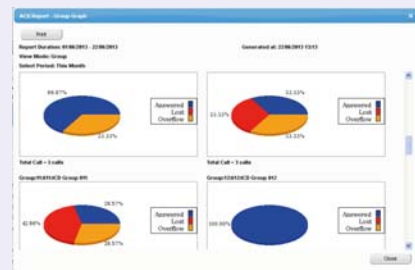 ACD Report - Group Graph
Print
Report Duration: 01/06/2013 - 22/06/2013 Generated at: 22/06/2013 13:13
View Mode: Group
Select Period: This Month
66.67%
33.33%
Answered
Lost
Overflow
33.33%
33.33%
33.33%
Answered
Lost
Overflow
Total Call = 3 calls
Total Call = 3 calls
28.57%
42.86%
28.57%
Answered
Lost
Overflow
100.00%
Answered
Lost
Overflow
Close